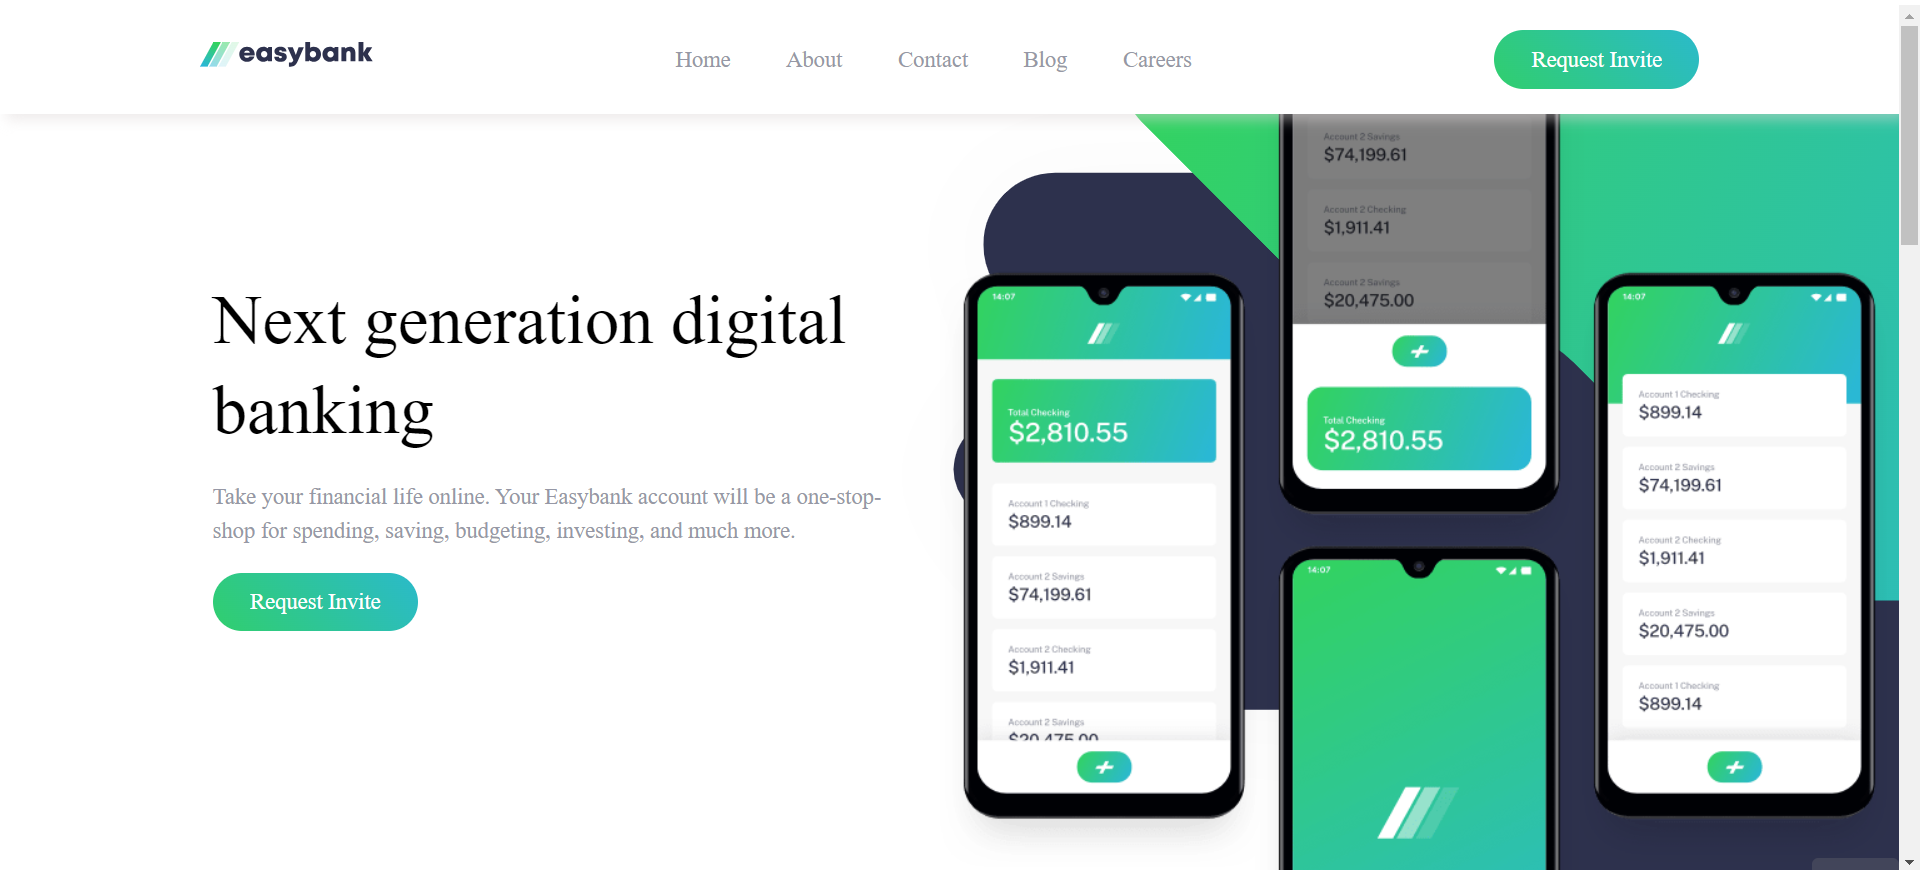 easybank
Home
About
Contact
Blog
Careers
Request Invite
Next generation digital
banking
Take your financial life online. Your Easybank account will be a one-stop-
shop for spending, saving, budgeting, investing, and much more.
Request Invite
14:07
Total Checking
$2,810.55
Account 1 Checking
$899.14
Account 2 Savings
$74,199.61
Account 2 Checking
$1,911.41
Account 2 Savings
$20,475.00
Account 2 Savings
$74,199.61
Account 2 Checking
$1,911.41
Account 2 Savings
$20,475.00
Total Checking
$2,810.55
14:07
14:07
Account 1 Checking
$899.14
Account 2 Savings
$74,199.61
Account 2 Checking
$1,911.41
Account 2 Savings
$20,475.00
Account 1 Checking
$899.14